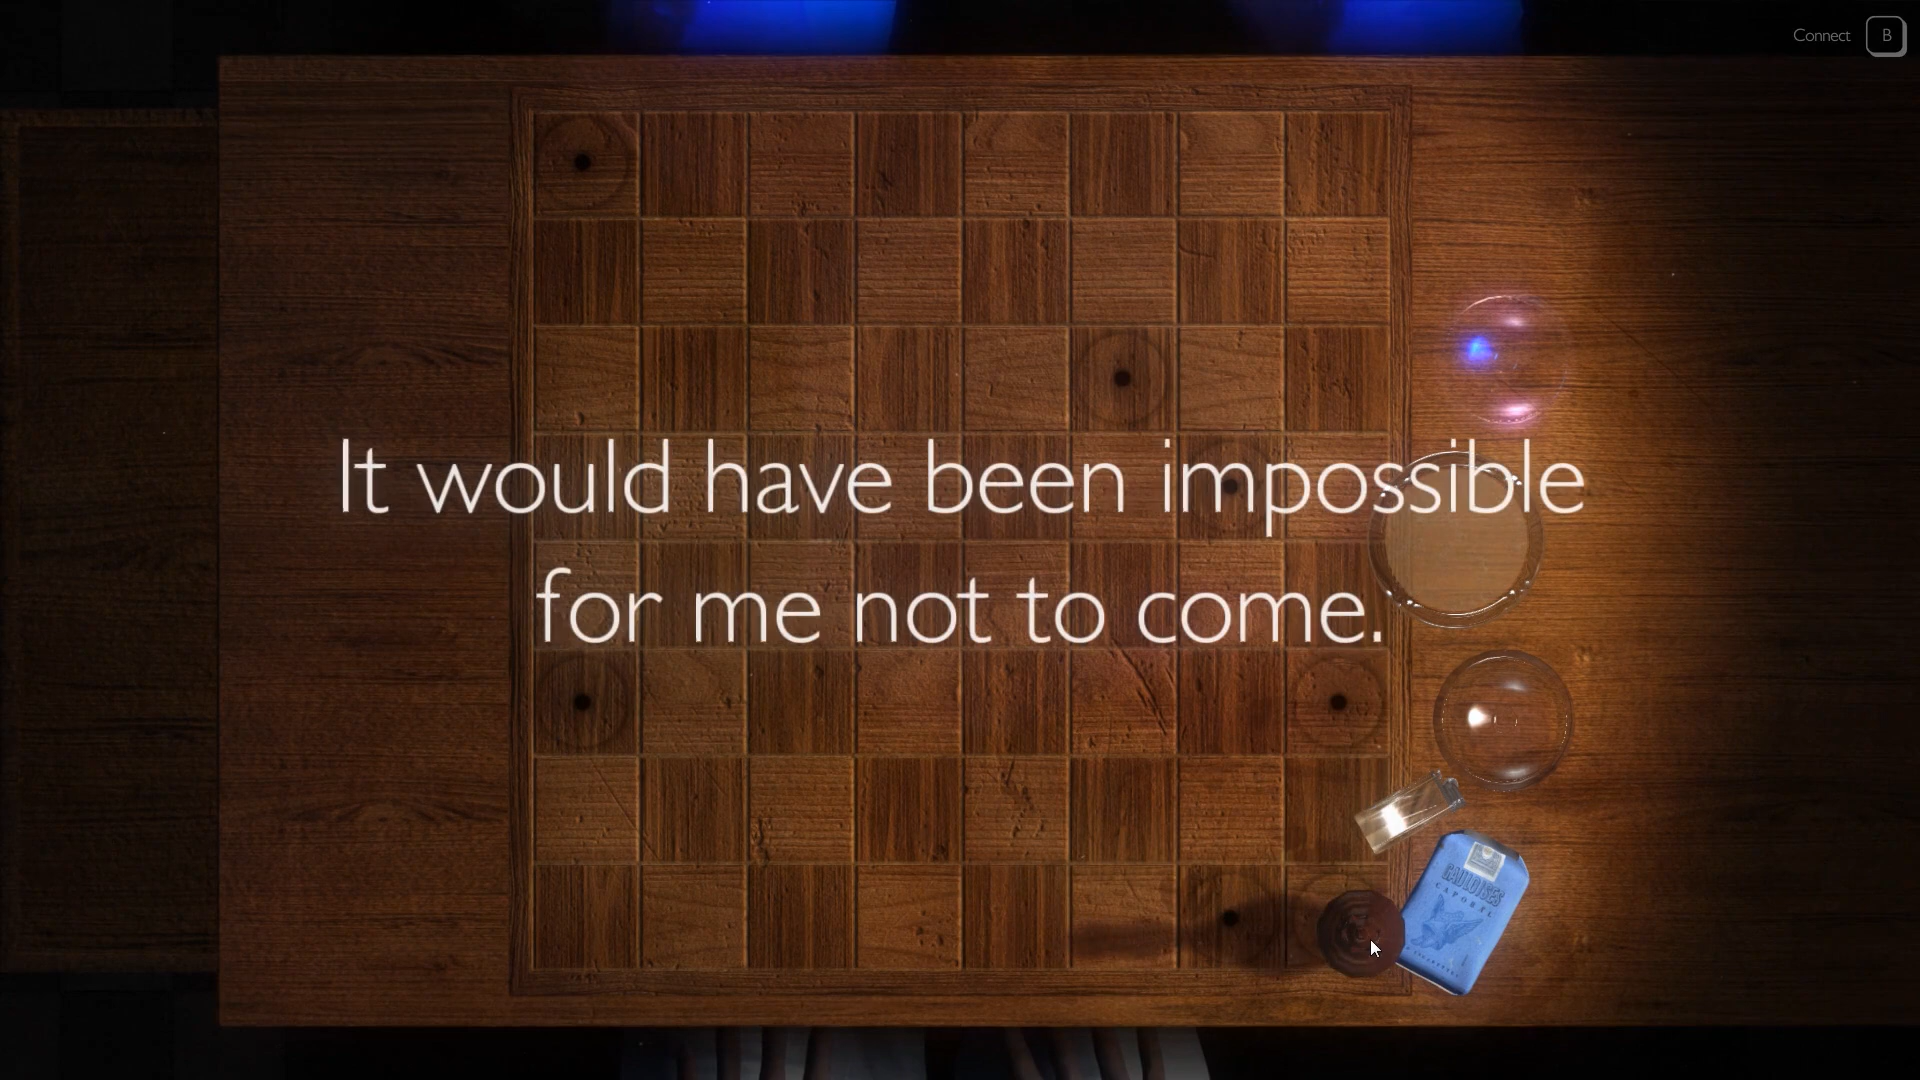 Connect B
It would have been impossible
for me not to come.
GAULOISES
CAPORAL